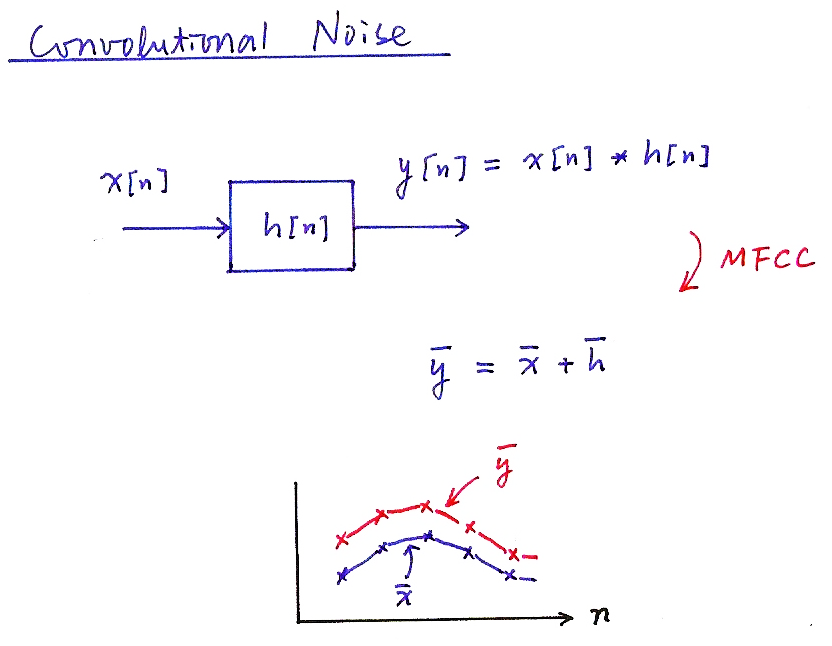 Convolutional Noise
x[n]
h[n]
y[n] = x[n] * h[n]
MFCC
ȳ = x̄ + h̄
ȳ
x̄
n